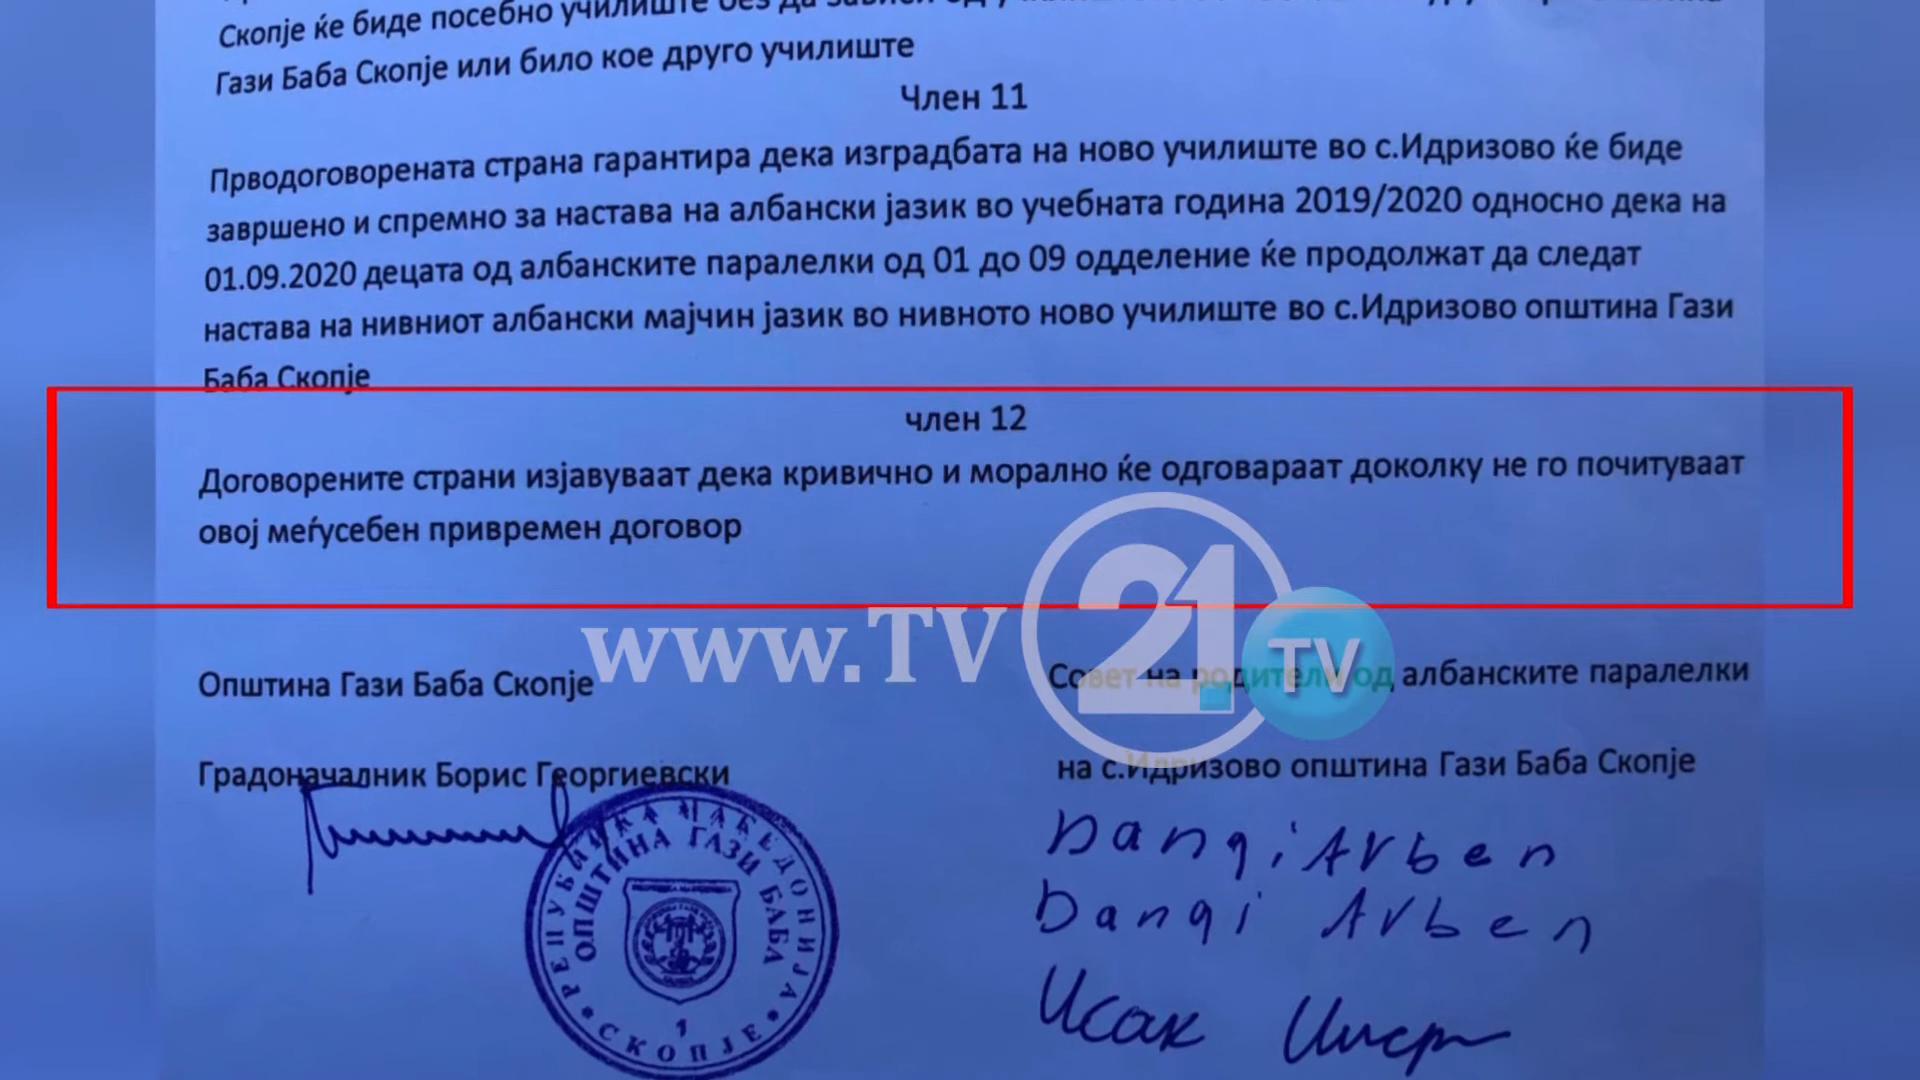 Скопје ќе биде посебно училиште без да зависи од
Гази Баба Скопје или било кое друго училиште
Член 11
Прводоговорената страна гарантира дека изградбата на ново училиште во с.Идризово ќе биде
завршено и спремно за настава на албански јазик во учебната година 2019/2020 односно дека на
01.09.2020 децата од албанските паралелки од 01 до 09 одделение ќе продолжат да следат
настава на нивниот албански мајчин јазик во нивното ново училиште во с.Идризово општина Гази
Баба Скопје
член 12
Договорените страни изјавуваат дека кривично и морално ќе одговараат доколку не го почитуваат
овој меѓусебен привремен договор
www.TV 21.TV
Општина Гази Баба Скопје
Совет на родители од албанските паралелки
Градоначалник Борис Георгиевски
на с.Идризово општина Гази Баба Скопје
РЕПУБЛИКА МАКЕДОНИЈА
ОПШТИНА ГАЗИ БАБА
1
СКОПЈЕ
Dangi Arben
Dangi Arben
Исак